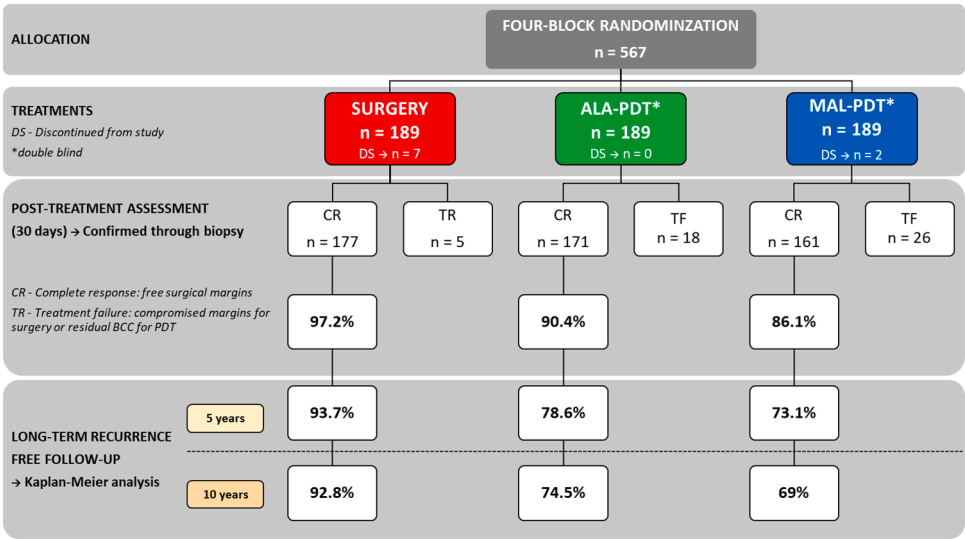 ALLOCATION
FOUR-BLOCK RANDOMINZATION
n = 567
TREATMENTS
DS - Discontinued from study
*double blind
SURGERY
n = 189
DS → n = 7
ALA-PDT*
n = 189
DS → n = 0
MAL-PDT*
n = 189
DS → n = 2
POST-TREATMENT ASSESSMENT
(30 days) → Confirmed through biopsy
CR
n = 177
TR
n = 5
CR
n = 171
TF
n = 18
CR
n = 161
TF
n = 26
CR - Complete response: free surgical margins
TR - Treatment failure: compromised margins for
surgery or residual BCC for PDT
97.2%
90.4%
86.1%
LONG-TERM RECURRENCE
FREE FOLLOW-UP
→ Kaplan-Meier analysis
5 years
93.7%
78.6%
73.1%
10 years
92.8%
74.5%
69%